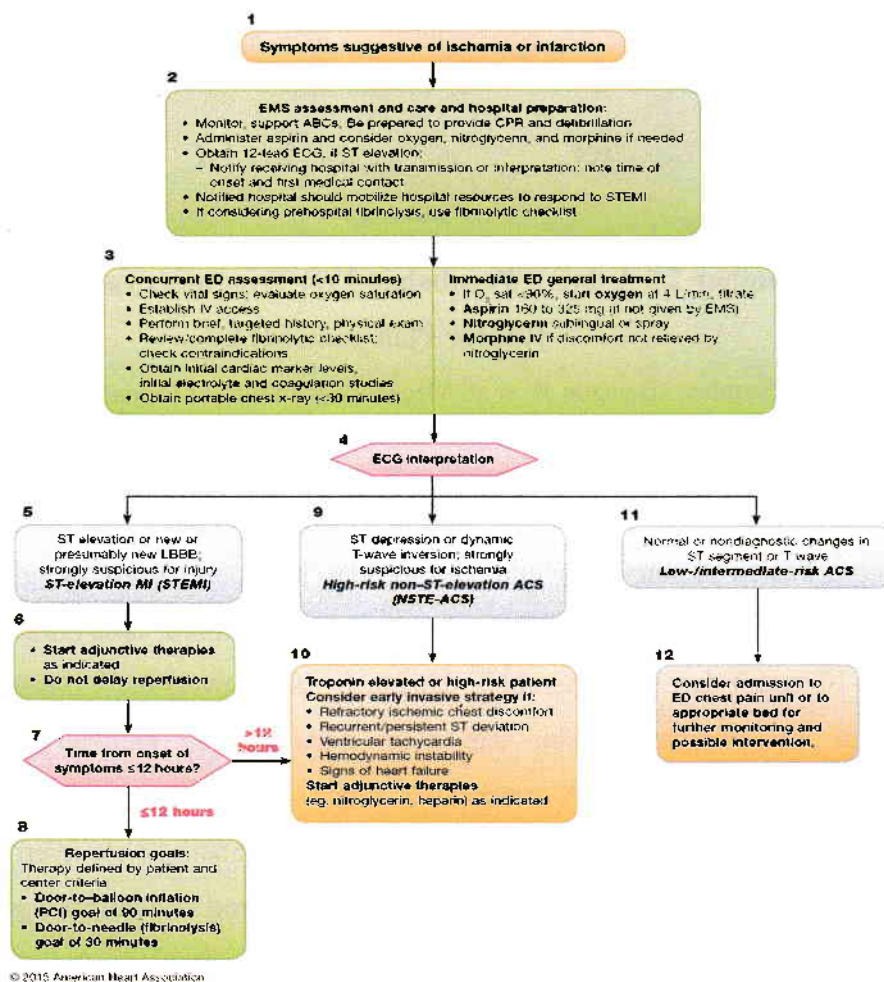 1
Symptoms suggestive of ischemia or infarction
2
EMS assessment and care and hospital preparation:
• Monitor, support ABCs. Be prepared to provide CPR and defibrillation
• Administer aspirin and consider oxygen, nitroglycerin, and morphine if needed
• Obtain 12-lead ECG, if ST elevation:
– Notify receiving hospital with transmission or interpretation: note time of
onset and first medical contact
• Notified hospital should mobilize hospital resources to respond to STEMI
• If considering prehospital fibrinolysis, use fibrinolytic checklist
3
Concurrent ED assessment (<10 minutes)
• Check vital signs; evaluate oxygen saturation
• Establish IV access
• Perform brief, targeted history, physical exam
• Review/complete fibrinolytic checklist;
check contraindications
• Obtain initial cardiac marker levels,
initial electrolyte and coagulation studies
• Obtain portable chest x-ray (<30 minutes)
Immediate ED general treatment
• If O₂ sat <90%, start oxygen at 4 L/min, titrate
• Aspirin 160 to 325 mg (if not given by EMS)
• Nitroglycerin sublingual or spray
• Morphine IV if discomfort not relieved by
nitroglycerin
4
ECG interpretation
5
ST elevation or new or
presumably new LBBB;
strongly suspicious for injury
ST-elevation MI (STEMI)
6
• Start adjunctive therapies
as indicated
• Do not delay reperfusion
7
Time from onset of
symptoms ≤12 hours?
>12
hours
≤12 hours
8
Reperfusion goals:
Therapy defined by patient and
center criteria
• Door-to–balloon inflation
(PCI) goal of 90 minutes
• Door-to-needle (fibrinolysis)
goal of 30 minutes
9
ST depression or dynamic
T-wave inversion; strongly
suspicious for ischemia
High-risk non–ST-elevation ACS
(NSTE-ACS)
10
Troponin elevated or high-risk patient
Consider early invasive strategy if:
• Refractory ischemic chest discomfort
• Recurrent/persistent ST deviation
• Ventricular tachycardia
• Hemodynamic instability
• Signs of heart failure
Start adjunctive therapies
(eg, nitroglycerin, heparin) as indicated
11
Normal or nondiagnostic changes in
ST segment or T wave
Low-/intermediate-risk ACS
12
Consider admission to
ED chest pain unit or to
appropriate bed for
further monitoring and
possible intervention.
© 2015 American Heart Association